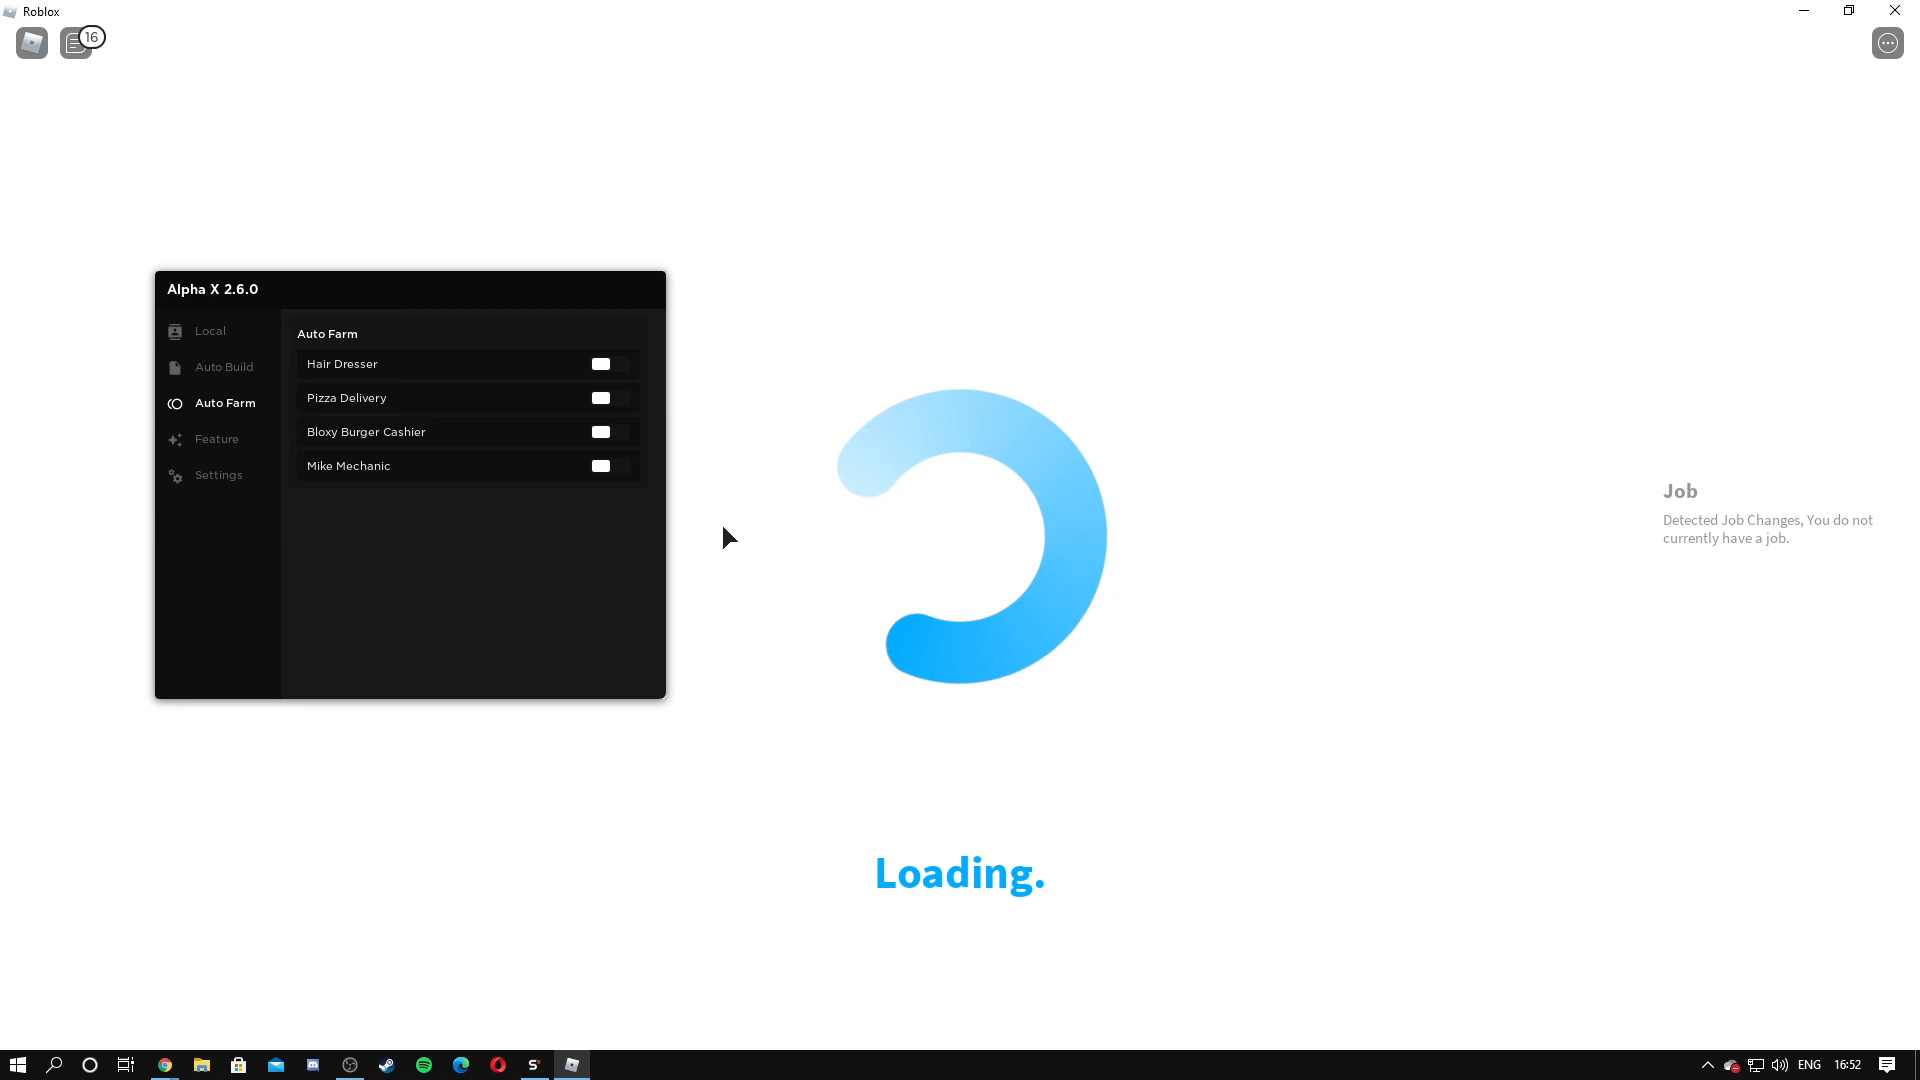 Roblox
16
Alpha X 2.6.0
Local
Auto Build
Auto Farm
Feature
Settings
Auto Farm
Hair Dresser
Pizza Delivery
Bloxy Burger Cashier
Mike Mechanic
Job
Detected Job Changes, You do not
currently have a job.
Loading.
ENG
16:52